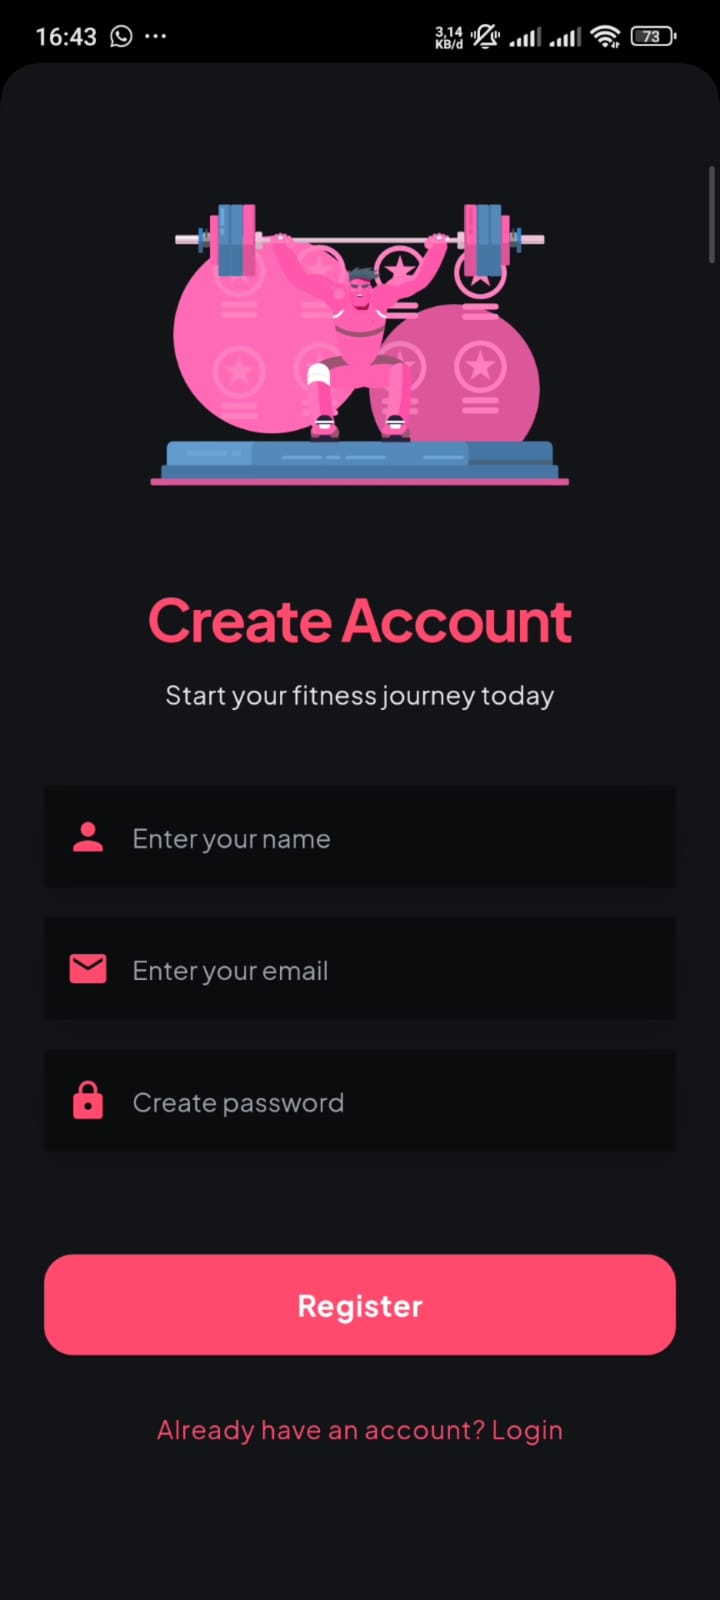 16:43
3,14
KB/d
73
Create Account
Start your fitness journey today
Enter your name
Enter your email
Create password
Register
Already have an account? Login